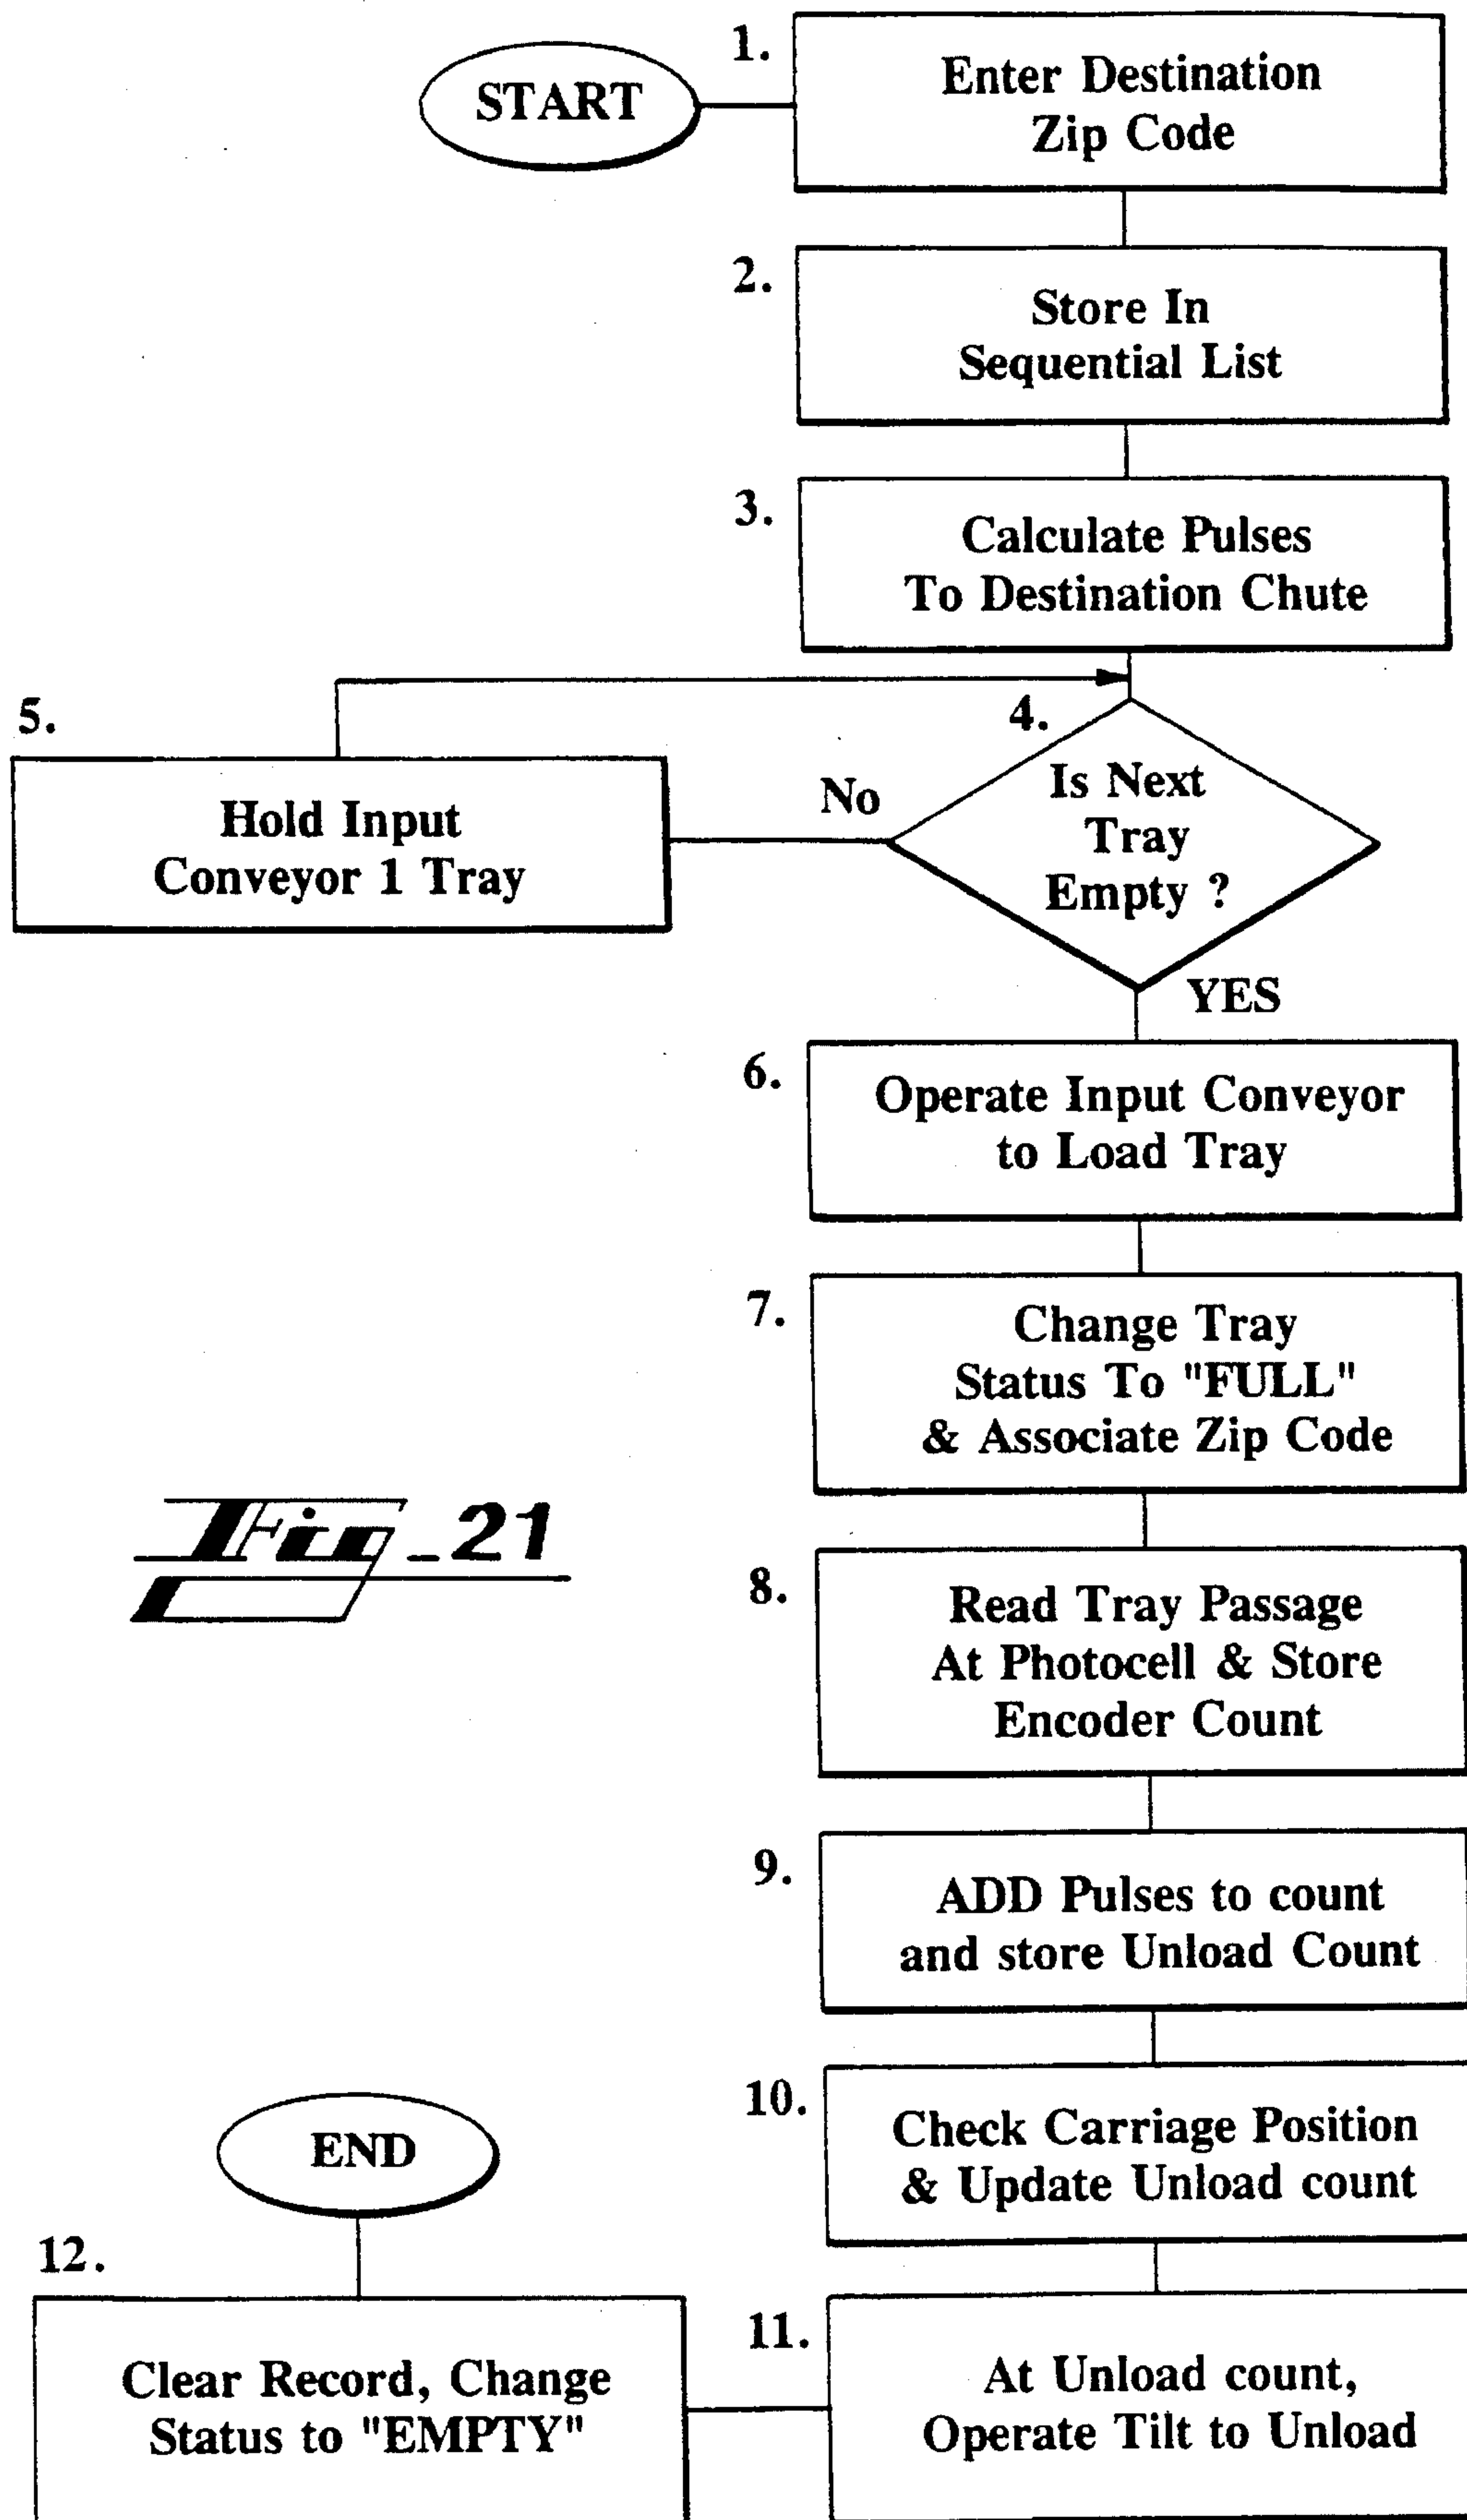 START
1.
Enter Destination
Zip Code
2.
Store In
Sequential List
3.
Calculate Pulses
To Destination Chute
4.
Is Next
Tray
Empty ?
No
5.
Hold Input
Conveyor 1 Tray
YES
6.
Operate Input Conveyor
to Load Tray
7.
Change Tray
Status To "FULL"
& Associate Zip Code
Fig_21
8.
Read Tray Passage
At Photocell & Store
Encoder Count
9.
ADD Pulses to count
and store Unload Count
10.
Check Carriage Position
& Update Unload count
11.
At Unload count,
Operate Tilt to Unload
12.
Clear Record, Change
Status to "EMPTY"
END